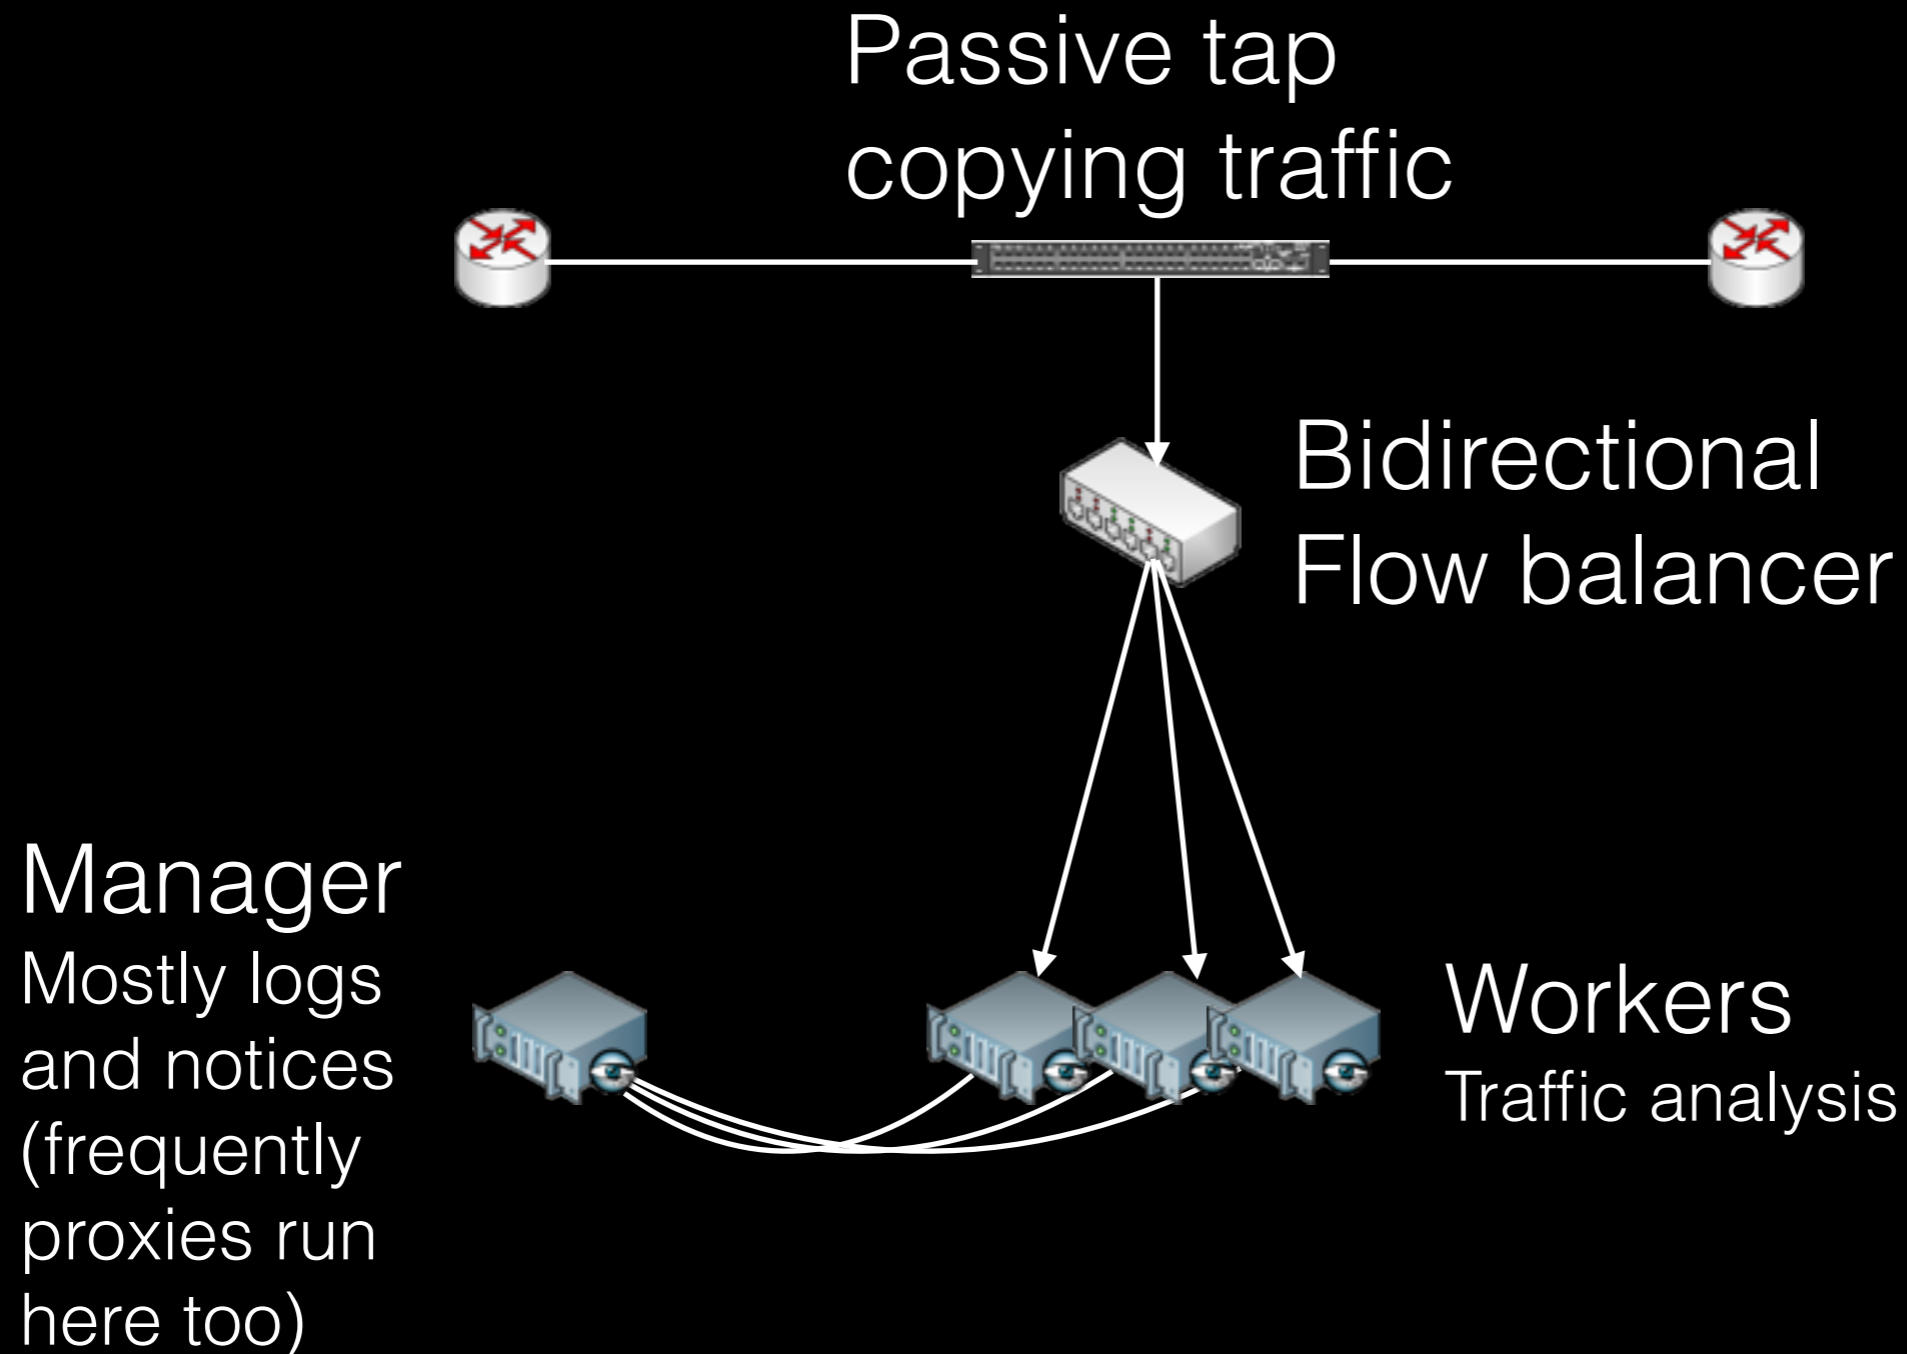 Passive tap
copying traffic
Bidirectional
Flow balancer
Manager
Mostly logs
and notices
(frequently
proxies run
here too)
Workers
Traffic analysis